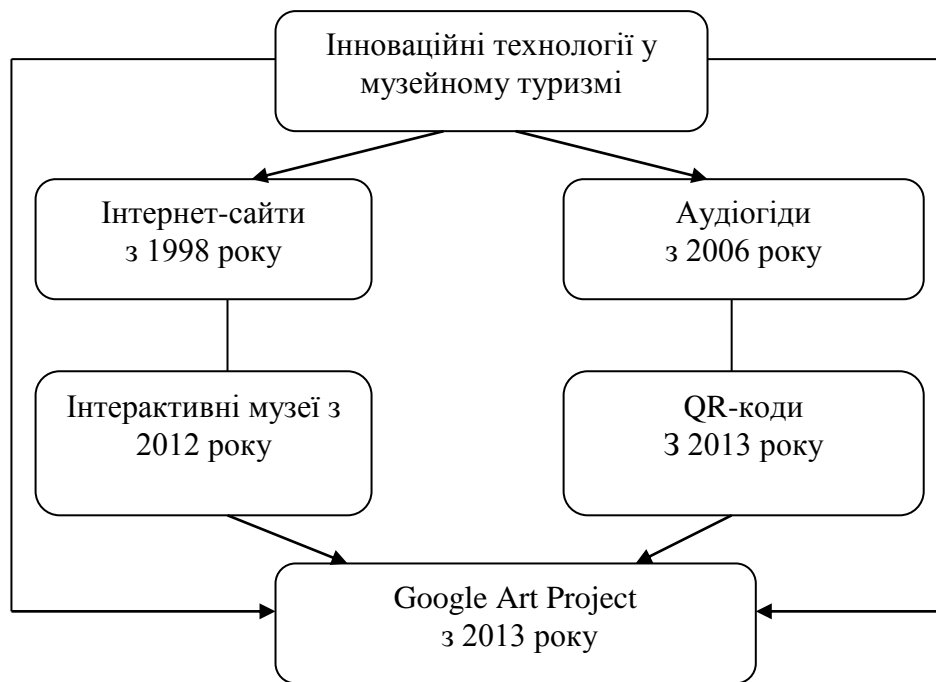 Інноваційні технології у
музейному туризмі
Інтернет-сайти
з 1998 року
Аудіогіди
з 2006 року
Інтерактивні музеї з
2012 року
QR-коди
З 2013 року
Google Art Project
з 2013 року